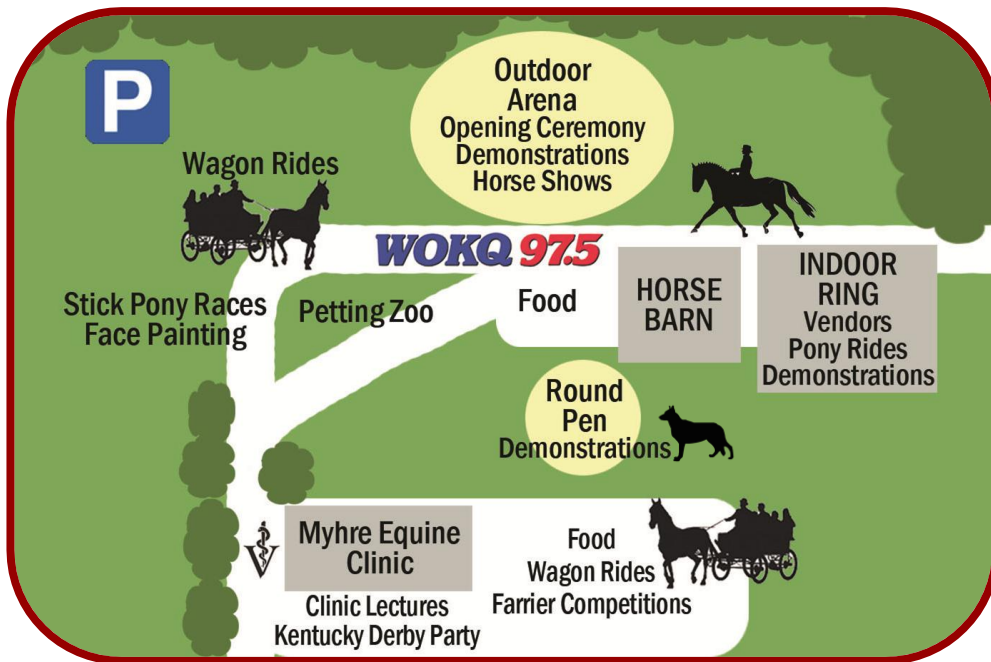 P
Outdoor
Arena
Opening Ceremony
Demonstrations
Horse Shows
Wagon Rides
WOKQ 97.5
Stick Pony Races
Face Painting
Petting Zoo
Food
HORSE
BARN
INDOOR
RING
Vendors
Pony Rides
Demonstrations
Round
Pen
Demonstrations
V
Myhre Equine
Clinic
Clinic Lectures
Kentucky Derby Party
Food
Wagon Rides
Farrier Competitions